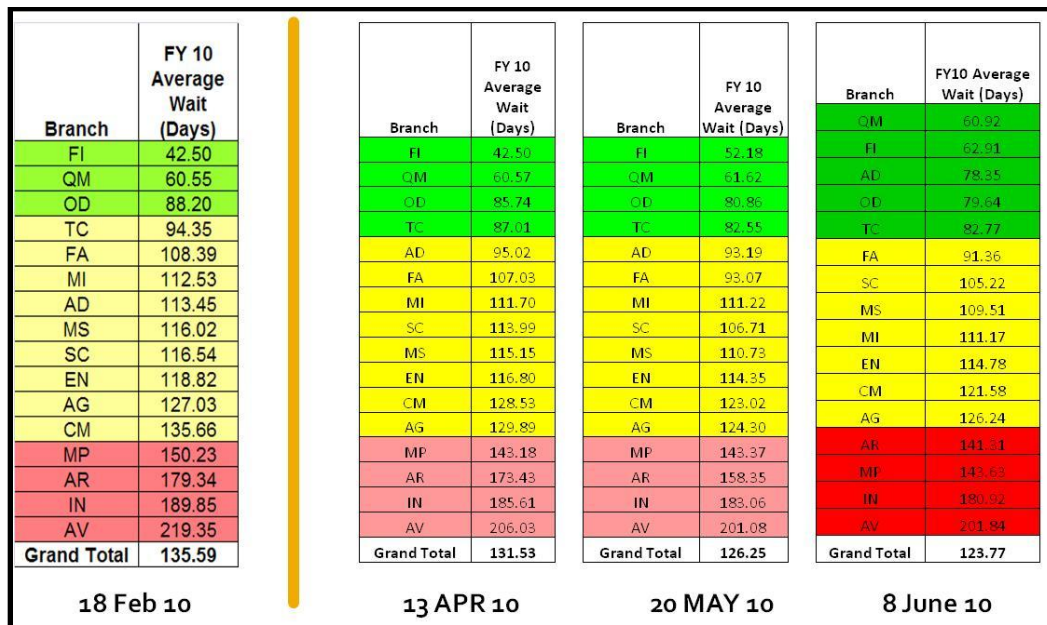 Branch FY 10 Average Wait (Days)
FI 42.50
QM 60.55
OD 88.20
TC 94.35
FA 108.39
MI 112.53
AD 113.45
MS 116.02
SC 116.54
EN 118.82
AG 127.03
CM 135.66
MP 150.23
AR 179.34
IN 189.85
AV 219.35
Grand Total 135.59
18 Feb 10
Branch FY 10 Average Wait (Days)
FI 42.50
QM 60.57
OD 85.74
TC 87.01
AD 95.02
FA 107.03
MI 111.70
SC 113.99
MS 115.15
EN 116.80
CM 128.53
AG 129.89
MP 143.18
AR 173.43
IN 185.61
AV 206.03
Grand Total 131.53
13 APR 10
Branch FY 10 Average Wait (Days)
FI 52.18
QM 61.62
OD 80.86
TC 82.55
AD 93.19
FA 93.07
MI 111.22
SC 106.71
MS 110.73
EN 114.35
CM 123.02
AG 124.30
MP 143.37
AR 158.35
IN 183.06
AV 201.08
Grand Total 126.25
20 MAY 10
Branch FY10 Average Wait (Days)
QM 60.92
FI 62.91
AD 78.35
OD 79.64
TC 82.77
FA 91.36
SC 105.22
MS 109.51
MI 111.17
EN 114.78
CM 121.58
AG 126.24
AR 141.31
MP 143.63
IN 180.92
AV 201.84
Grand Total 123.77
8 June 10